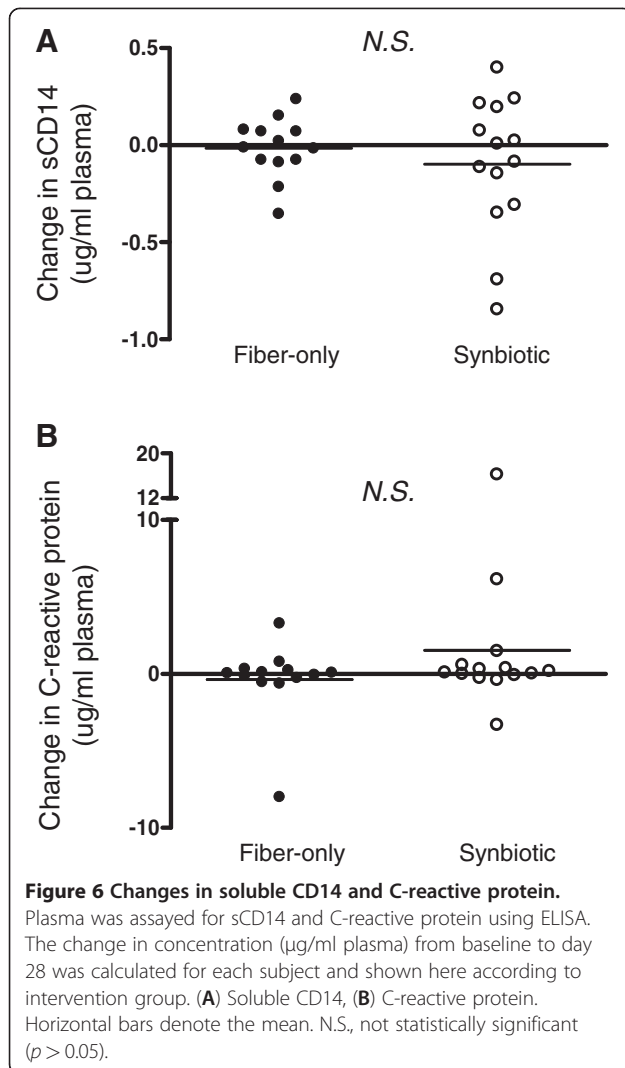 A
N.S.
0.5
0.0
-0.5
-1.0
Change in sCD14
(ug/ml plasma)
Fiber-only
Synbiotic
B
N.S.
20
12
10
0
-10
Change in C-reactive protein
(ug/ml plasma)
Fiber-only
Synbiotic
Figure 6 Changes in soluble CD14 and C-reactive protein.
Plasma was assayed for sCD14 and C-reactive protein using ELISA.
The change in concentration (μg/ml plasma) from baseline to day
28 was calculated for each subject and shown here according to
intervention group. (A) Soluble CD14, (B) C-reactive protein.
Horizontal bars denote the mean. N.S., not statistically significant
(p > 0.05).